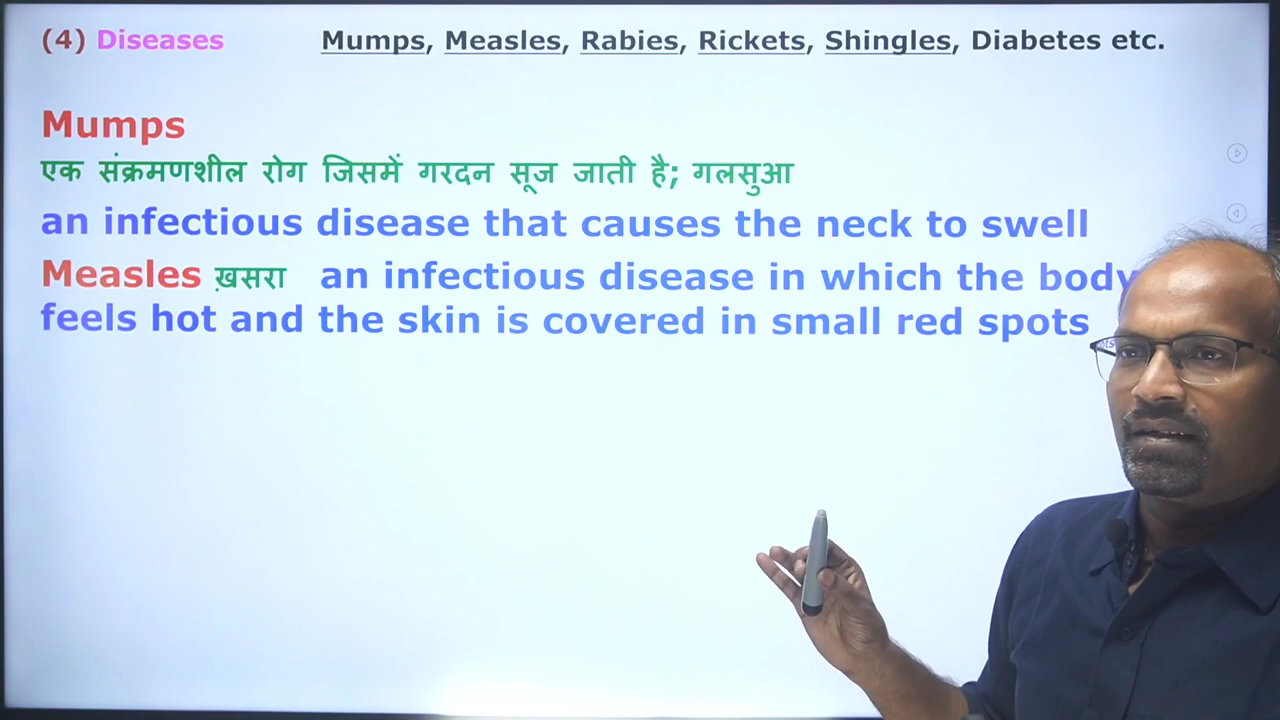 (4) Diseases Mumps, Measles, Rabies, Rickets, Shingles, Diabetes etc.
Mumps
एक संक्रमणशील रोग जिसमें गरदन सूज जाती है; गलसुआ
an infectious disease that causes the neck to swell
Measles ख़सरा an infectious disease in which the body
feels hot and the skin is covered in small red spots